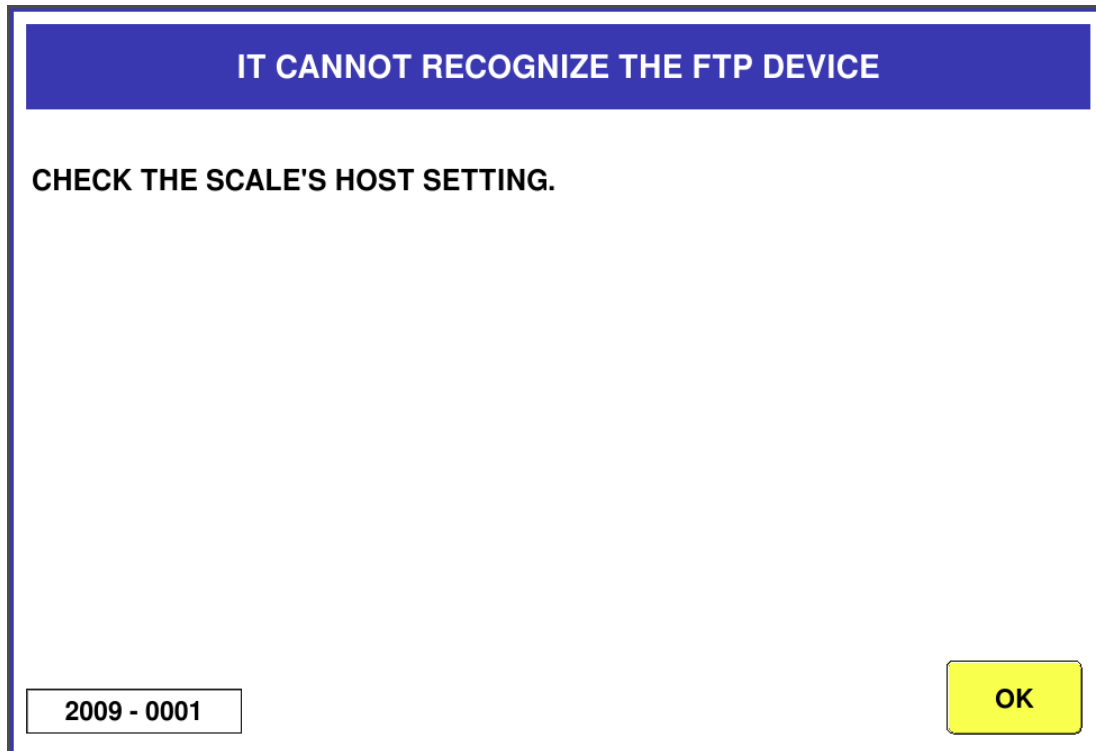 IT CANNOT RECOGNIZE THE FTP DEVICE
CHECK THE SCALE'S HOST SETTING.
2009 - 0001
OK